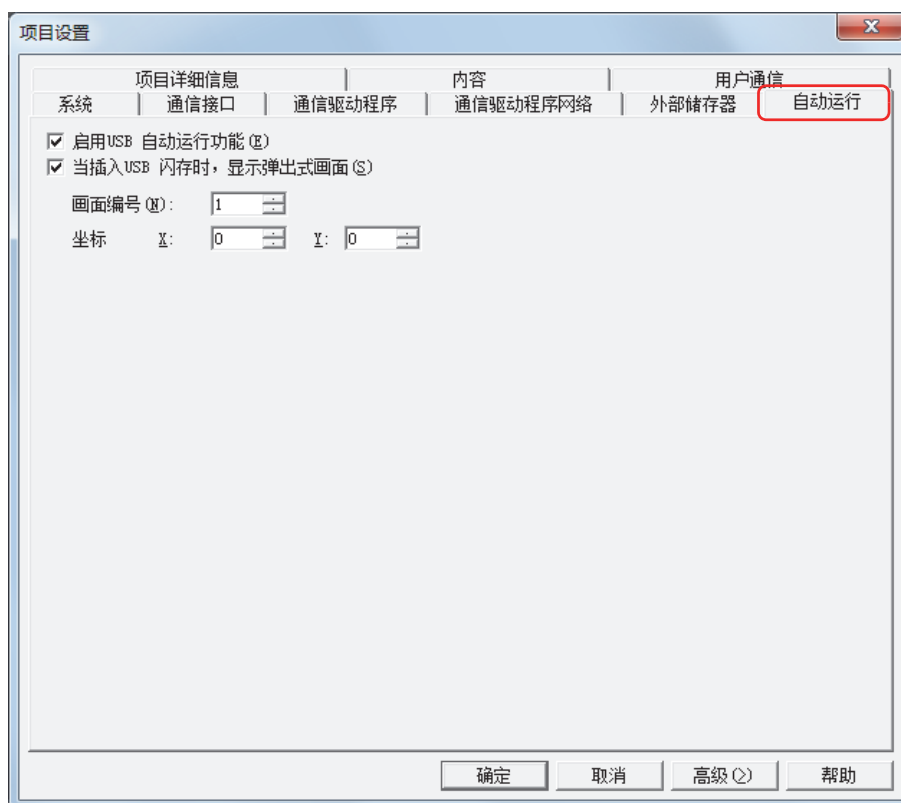 项目设置
项目详细信息 内容 用户通信
系统 通信接口 通信驱动程序 通信驱动程序网络 外部储存器 自动运行
启用USB 自动运行功能(E)
当插入USB 闪存时，显示弹出式画面(S)
画面编号(N): 1
坐标 X: 0 Y: 0
确定 取消 高级(>) 帮助